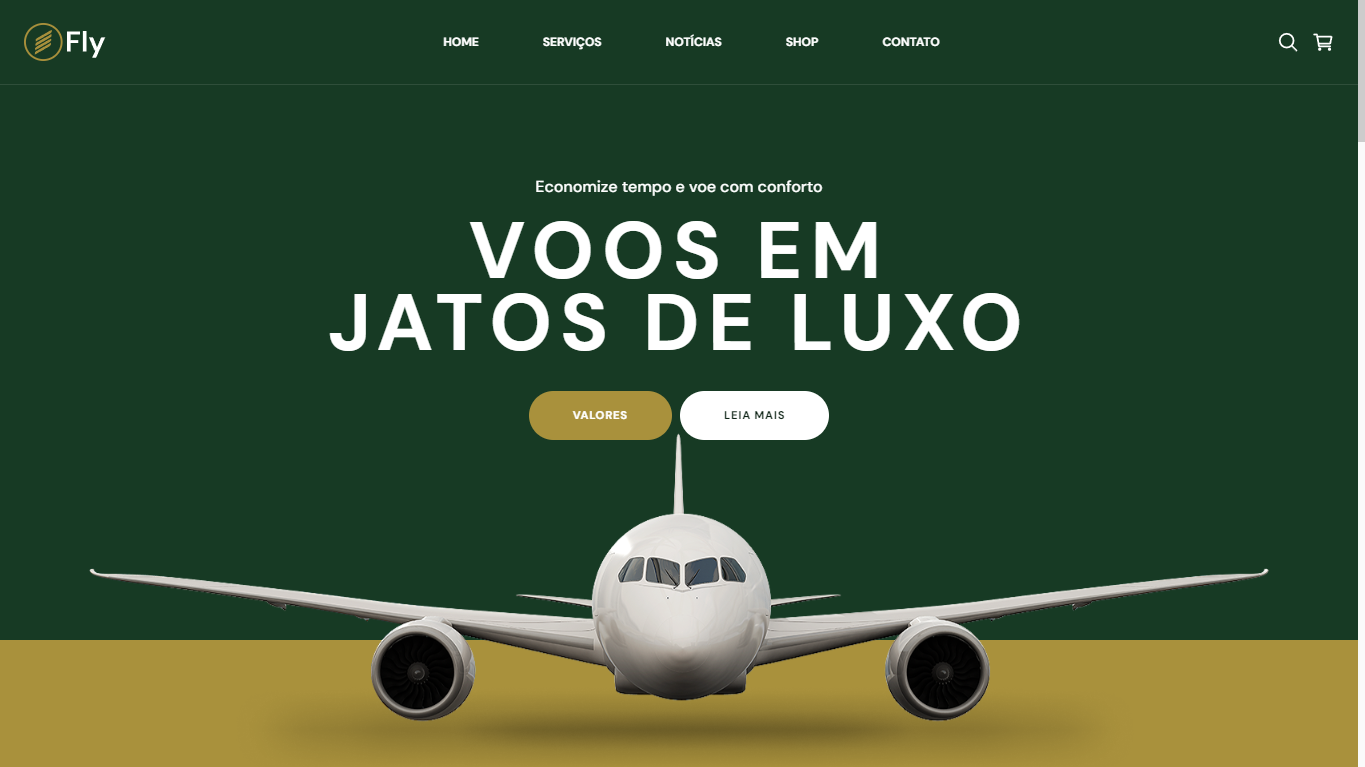 Fly
HOME SERVIÇOS NOTÍCIAS SHOP CONTATO
Economize tempo e voe com conforto
VOOS EM
JATOS DE LUXO
VALORES LEIA MAIS